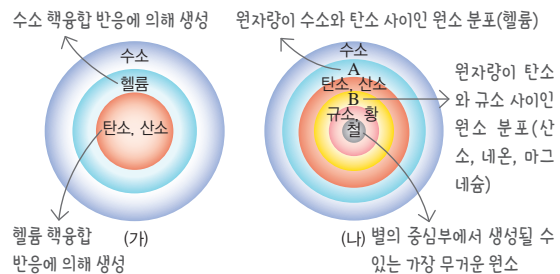 수소 핵융합 반응에 의해 생성
수소
헬륨
탄소, 산소
헬륨 핵융합
반응에 의해 생성
(가)
원자량이 수소와 탄소 사이인 원소 분포(헬륨)
수소
A
탄소, 산소
B
규소, 황
철
원자량이 탄소
와 규소 사이인
원소 분포(산
소, 네온, 마그
네슘)
(나)
별의 중심부에서 생성될 수
있는 가장 무거운 원소